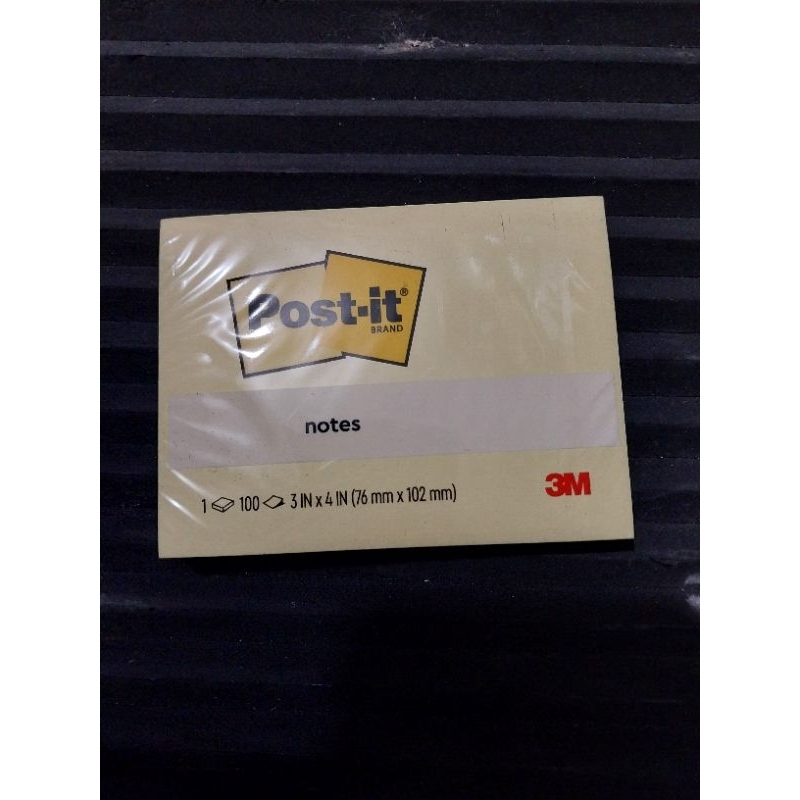 Post-it®
BRAND
notes
1 100 3 IN x 4 IN (76 mm x 102 mm)
3M